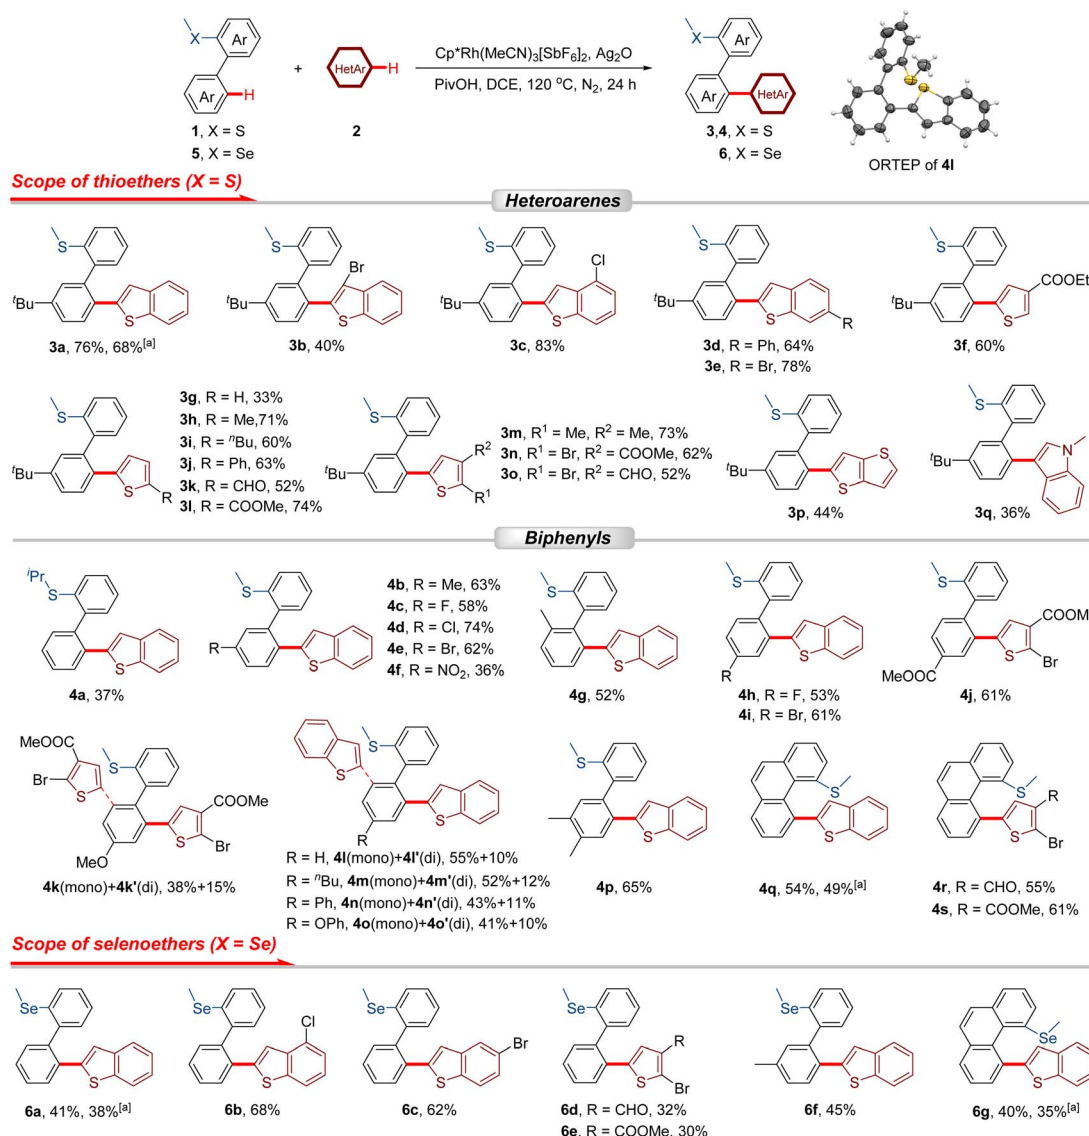 X
Ar
Ar
H
1, X = S
5, X = Se
+
HetAr
H
2
Cp*Rh(MeCN)3[SbF6]2, Ag2O
PivOH, DCE, 120 °C, N2, 24 h
X
Ar
Ar
HetAr
3,4, X = S
6, X = Se
ORTEP of 4l
Scope of thioethers (X = S)
Heteroarenes
S
tBu
S
3a, 76%, 68%[a]
S
Br
tBu
S
3b, 40%
S
Cl
tBu
S
3c, 83%
S
tBu
S
R
3d, R = Ph, 64%
3e, R = Br, 78%
S
COOEt
tBu
S
3f, 60%
S
tBu
S
R
3g, R = H, 33%
3h, R = Me,71%
3i, R = nBu, 60%
3j, R = Ph, 63%
3k, R = CHO, 52%
3l, R = COOMe, 74%
S
R2
tBu
S
R1
3m, R1 = Me, R2 = Me, 73%
3n, R1 = Br, R2 = COOMe, 62%
3o, R1 = Br, R2 = CHO, 52%
S
S
tBu
S
3p, 44%
S
N
tBu
3q, 36%
Biphenyls
iPr
S
S
4a, 37%
S
R
S
4b, R = Me, 63%
4c, R = F, 58%
4d, R = Cl, 74%
4e, R = Br, 62%
4f, R = NO2, 36%
S
S
4g, 52%
S
R
S
4h, R = F, 53%
4i, R = Br, 61%
S
COOM
S
Br
MeOOC
4j, 61%
MeOOC
Br
S
S
COOMe
S
Br
MeO
4k(mono)+4k'(di), 38%+15%
S
S
S
R
R = H, 4l(mono)+4l'(di), 55%+10%
R = nBu, 4m(mono)+4m'(di), 52%+12%
R = Ph, 4n(mono)+4n'(di), 43%+11%
R = OPh, 4o(mono)+4o'(di), 41%+10%
S
S
4p, 65%
S
S
4q, 54%, 49%[a]
S
R
S
Br
4r, R = CHO, 55%
4s, R = COOMe, 61%
Scope of selenoethers (X = Se)
Se
S
6a, 41%, 38%[a]
Se
Cl
S
6b, 68%
Se
Br
S
6c, 62%
Se
R
S
Br
6d, R = CHO, 32%
6e, R = COOMe, 30%
Se
S
6f, 45%
Se
S
6g, 40%, 35%[a]